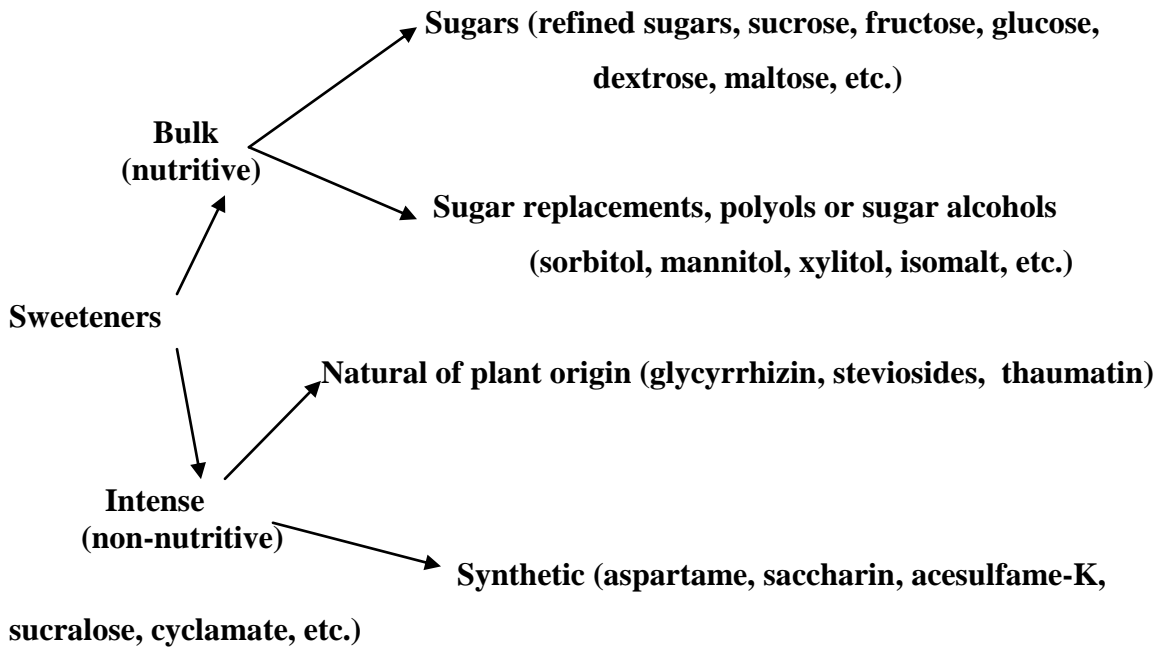 Sugars (refined sugars, sucrose, fructose, glucose,
dextrose, maltose, etc.)
Bulk
(nutritive)
Sugar replacements, polyols or sugar alcohols
(sorbitol, mannitol, xylitol, isomalt, etc.)
Sweeteners
Natural of plant origin (glycyrrhizin, steviosides, thaumatin)
Intense
(non-nutritive)
Synthetic (aspartame, saccharin, acesulfame-K,
sucralose, cyclamate, etc.)